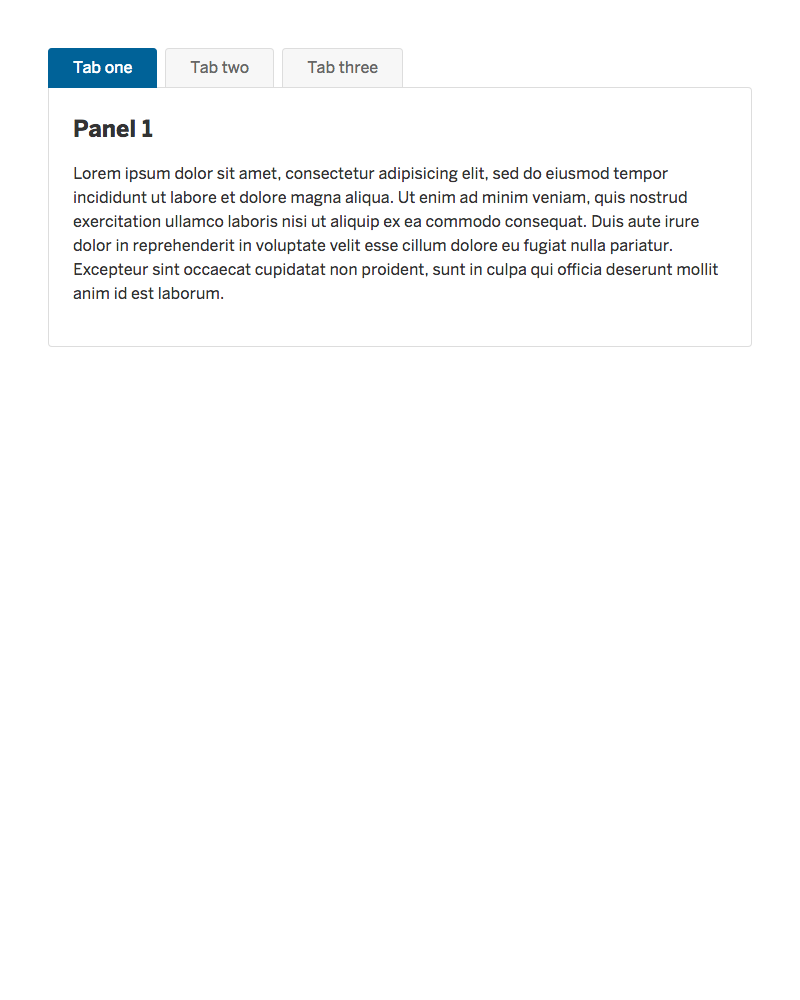 Tab one Tab two Tab three
Panel 1
Lorem ipsum dolor sit amet, consectetur adipisicing elit, sed do eiusmod tempor
incididunt ut labore et dolore magna aliqua. Ut enim ad minim veniam, quis nostrud
exercitation ullamco laboris nisi ut aliquip ex ea commodo consequat. Duis aute irure
dolor in reprehenderit in voluptate velit esse cillum dolore eu fugiat nulla pariatur.
Excepteur sint occaecat cupidatat non proident, sunt in culpa qui officia deserunt mollit
anim id est laborum.